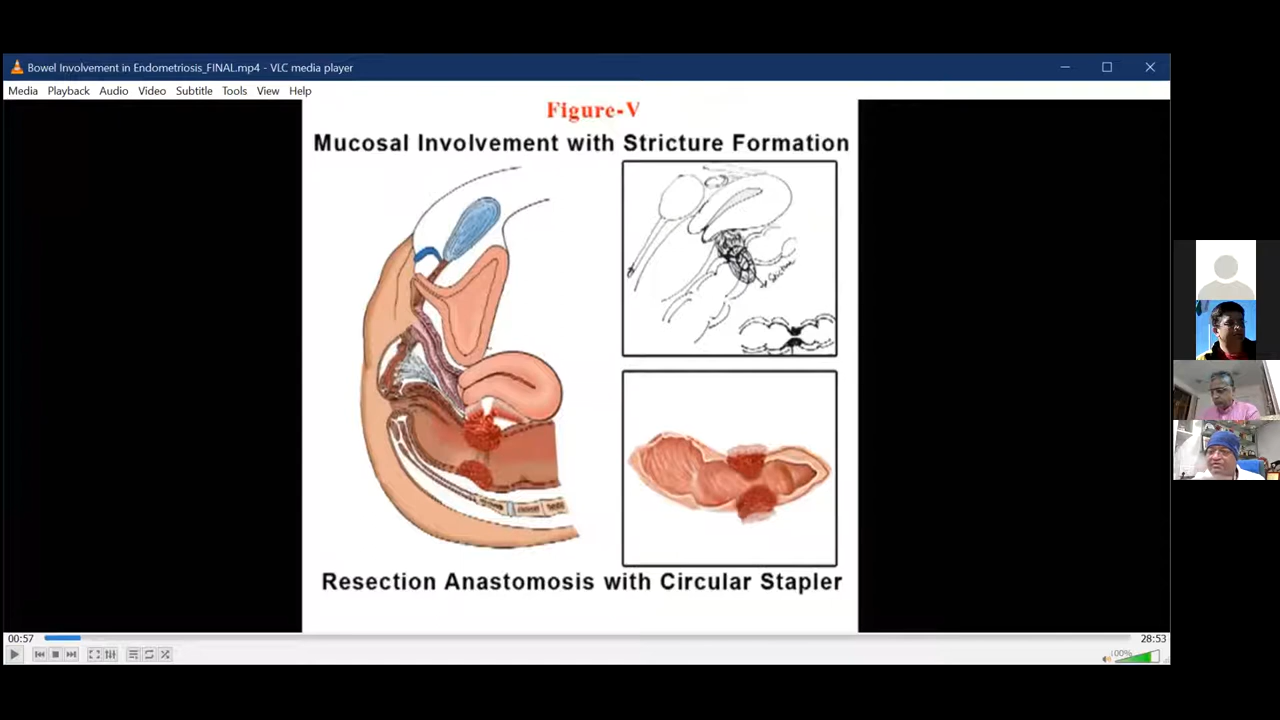 Bowel Involvement in Endometriosis_FINAL.mp4 - VLC media player
Media Playback Audio Video Subtitle Tools View Help
Figure-V
Mucosal Involvement with Stricture Formation
Resection Anastomosis with Circular Stapler
00:57
28:53
100%